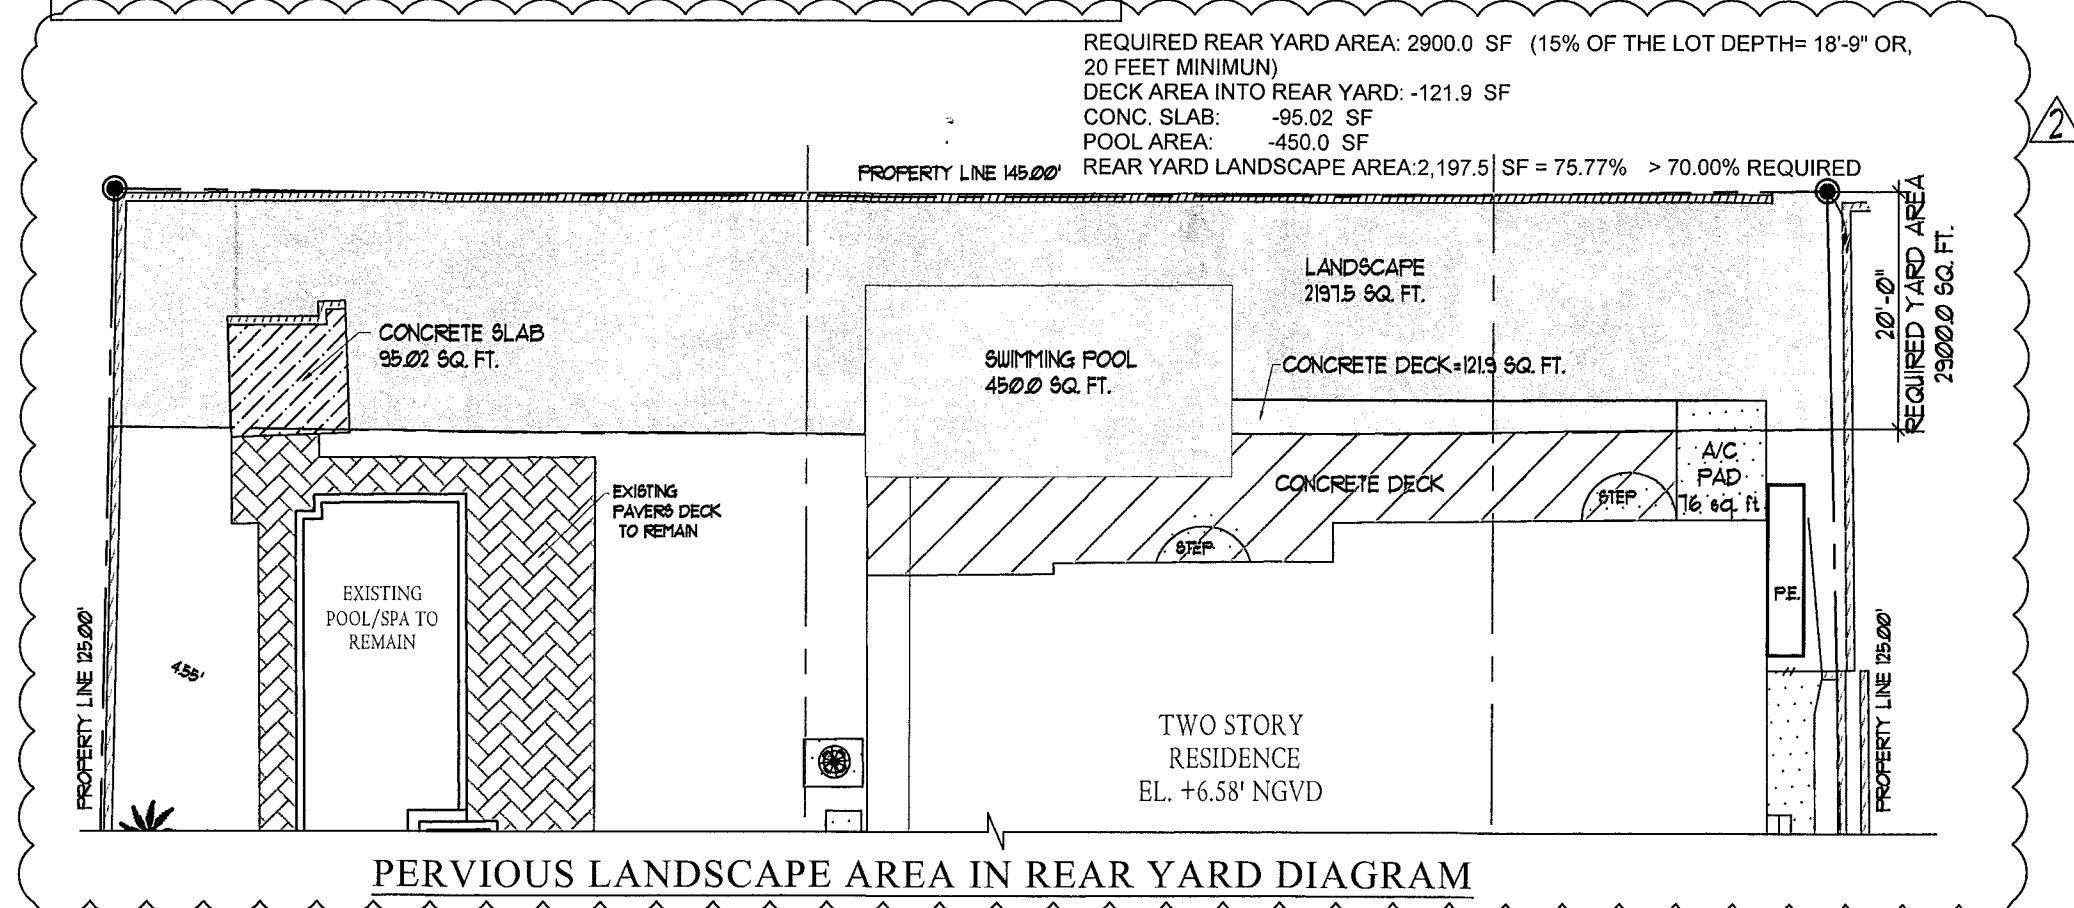 REQUIRED REAR YARD AREA: 2900.0 SF (15% OF THE LOT DEPTH= 18'-9" OR,
20 FEET MINIMUN)
DECK AREA INTO REAR YARD: -121.9 SF
CONC. SLAB: -95.02 SF
POOL AREA: -450.0 SF
REAR YARD LANDSCAPE AREA:2,197.5 SF = 75.77% > 70.00% REQUIRED
2
PROPERTY LINE 145.00'
LANDSCAPE
2197.5 SQ. FT.
20'-0"
REQUIRED YARD AREA
2900.0 SQ. FT.
CONCRETE SLAB
95.02 SQ. FT.
SWIMMING POOL
450.0 SQ. FT.
CONCRETE DECK=121.9 SQ. FT.
A/C
PAD
76 sq. ft.
CONCRETE DECK
STEP
STEP
EXISTING
PAVERS DECK
TO REMAIN
EXISTING
POOL/SPA TO
REMAIN
P.E.
PROPERTY LINE 125.00'
4.55'
PROPERTY LINE 125.00'
TWO STORY
RESIDENCE
EL. +6.58' NGVD
PERVIOUS LANDSCAPE AREA IN REAR YARD DIAGRAM